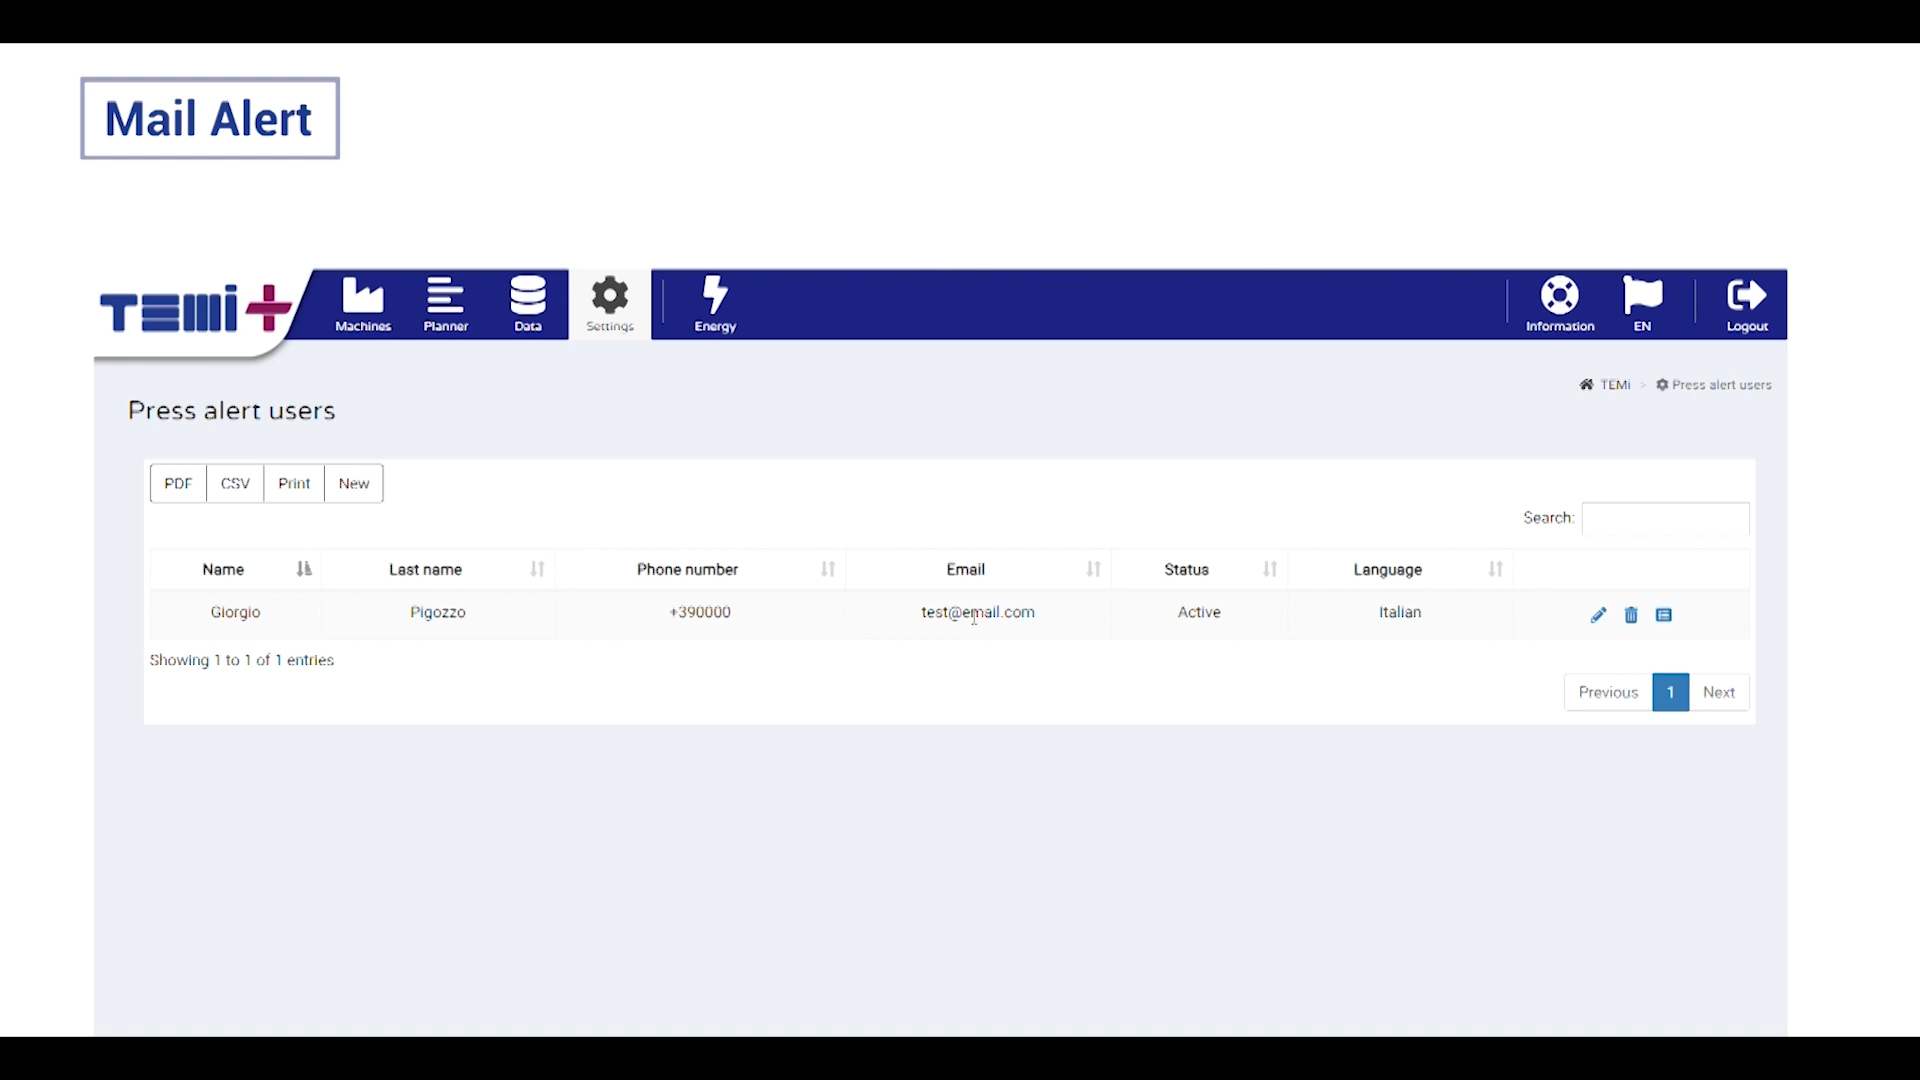 Mail Alert
TEMi+
Machines
Planner
Data
Settings
Energy
Information
EN
Logout
TEMi > Press alert users
Press alert users
PDF CSV Print New
Search:
Name Last name Phone number Email Status Language
Giorgio Pigozzo +390000 test@email.com Active Italian
Showing 1 to 1 of 1 entries
Previous 1 Next